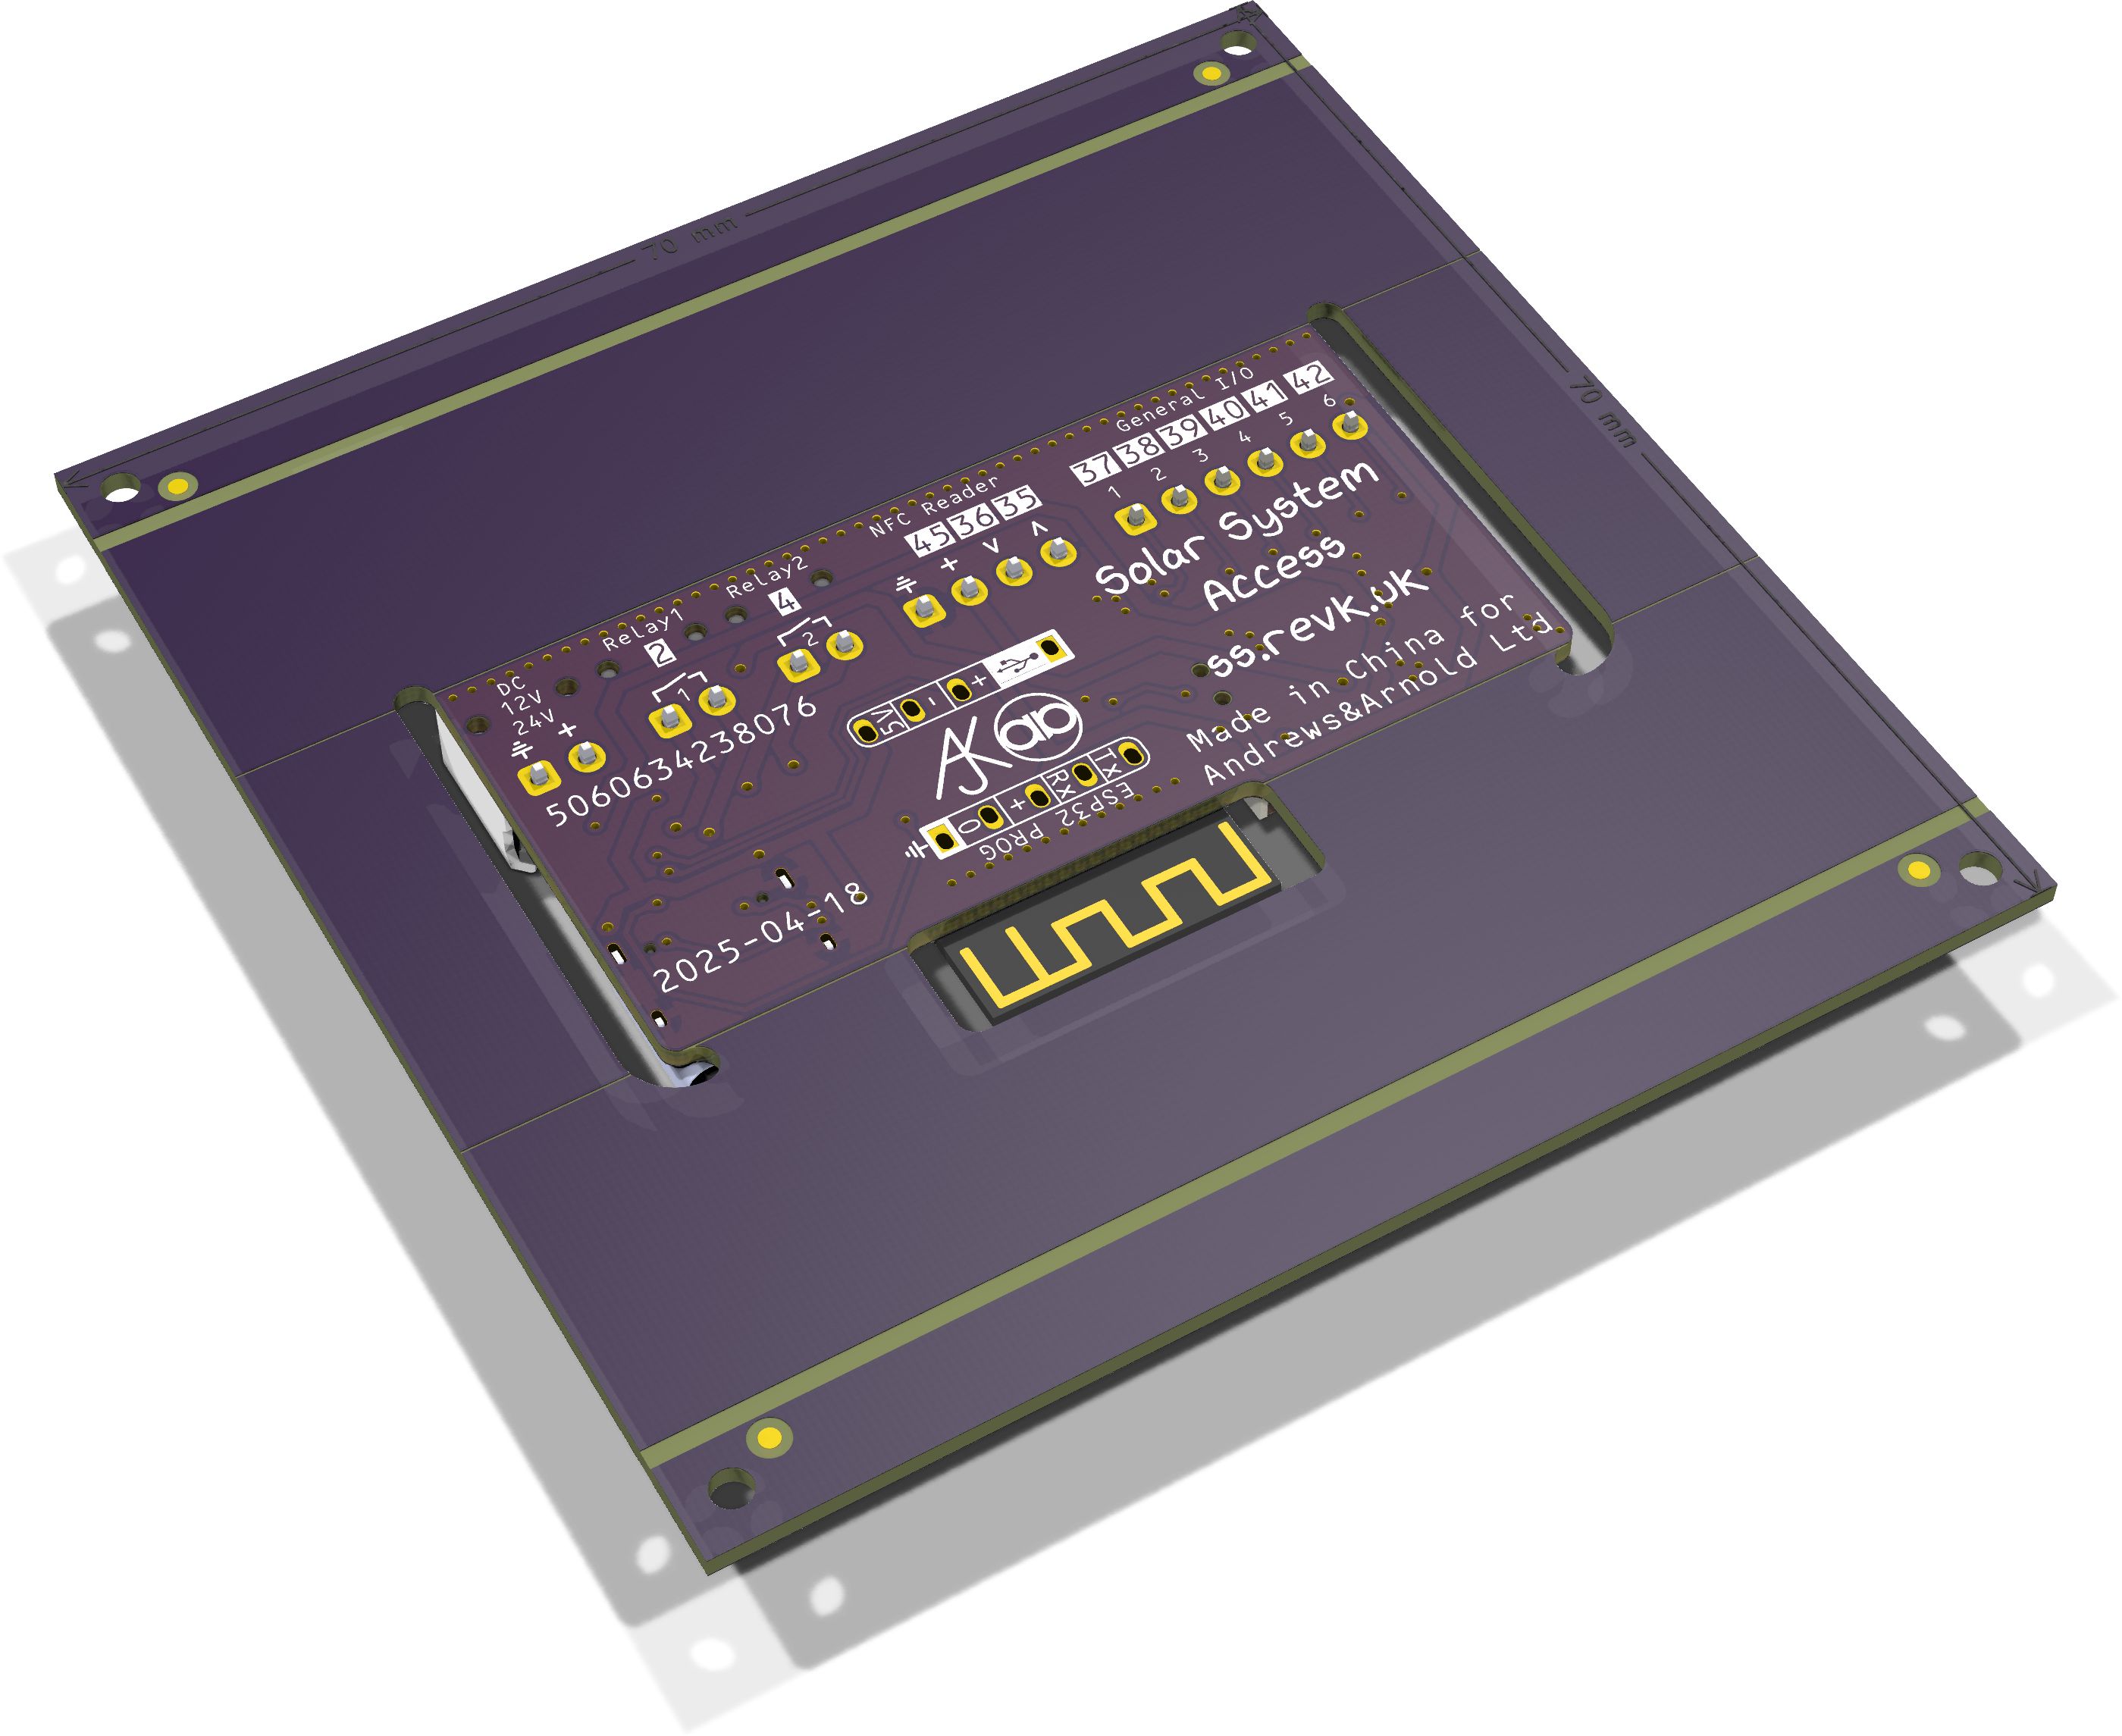 70 mm
70 mm
General I/O
37 38 39 40 41 42
1 2 3 4 5 6
NFC Reader
45 36 35
+ V Λ
Relay2
4
2
Relay1
2
1
DC
12V
24V
+
5060634238076
Solar System
Access
ss.revk.uk
Made in China for
Andrews&Arnold Ltd
5V - +
AJK
aa
0 + RX TX
ESP32 PROG
2025-04-18